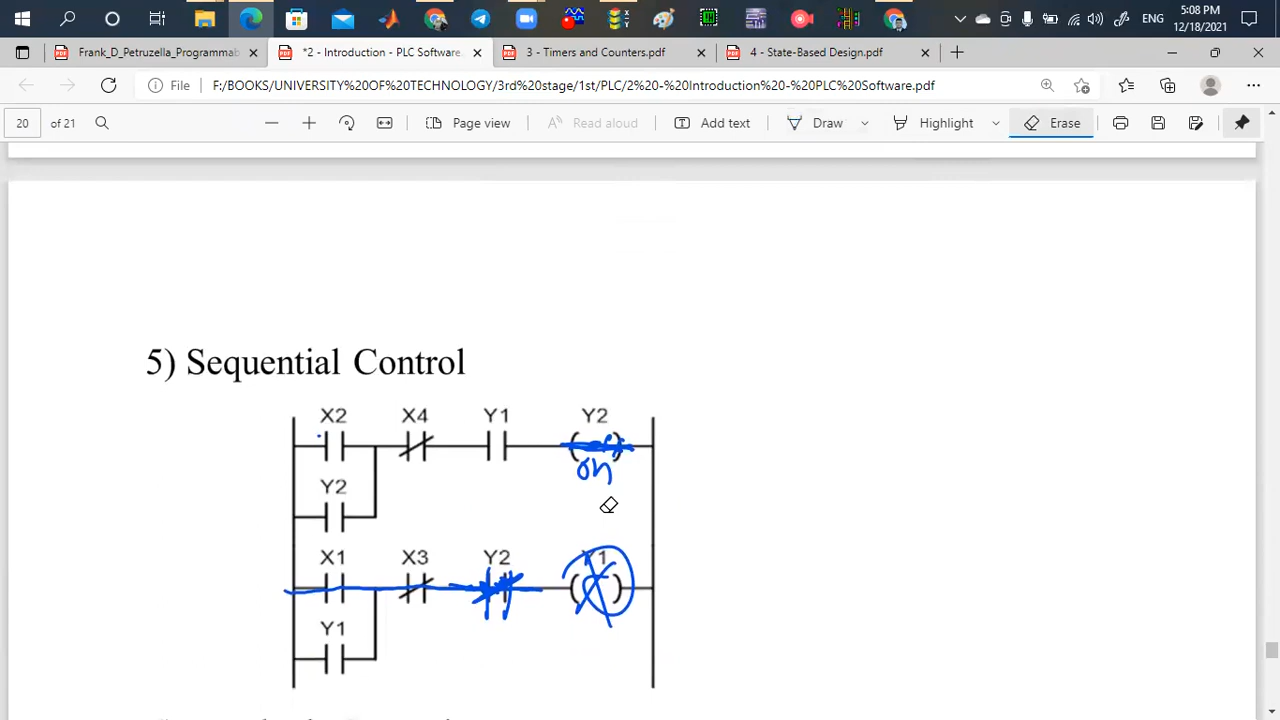 ENG
5:08 PM
12/18/2021
Frank_D_Petruzella_Programmab
*2 - Introduction - PLC Software.
3 - Timers and Counters.pdf
4 - State-Based Design.pdf
File
F:/BOOKS/UNIVERSITY%20OF%20TECHNOLOGY/3rd%20stage/1st/PLC/2%20-%20Introduction%20-%20PLC%20Software.pdf
20 of 21
Page view
Read aloud
Add text
Draw
Highlight
Erase
5) Sequential Control
X2 X4 Y1 Y2
on
Y2
X1 X3 Y2 Y1
Y1